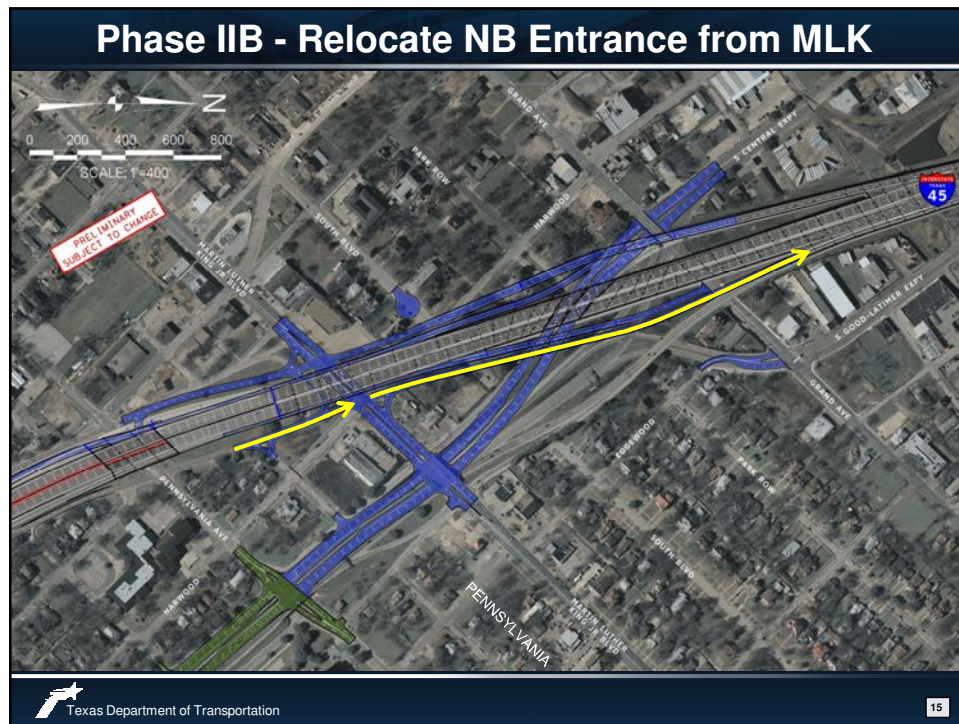 Phase IIB - Relocate NB Entrance from MLK
N
0 200 400 600 800
SCALE: 1"=400'
PRELIMINARY
SUBJECT TO CHANGE
GRAND AVE
S CENTRAL EXPY
PARK ROW
INTERSTATE
TEXAS
45
SOUTH BLVD
HARWOOD
MARTIN LUTHER
KING JR BLVD
S GOOD-LATIMER EXPY
GRAND AVE
EDGEWOOD
PARK ROW
PENNSYLVANIA AVE
SOUTH BLVD
HARWOOD
PENNSYLVANIA
MARTIN LUTHER
KING JR BLVD
Texas Department of Transportation
15